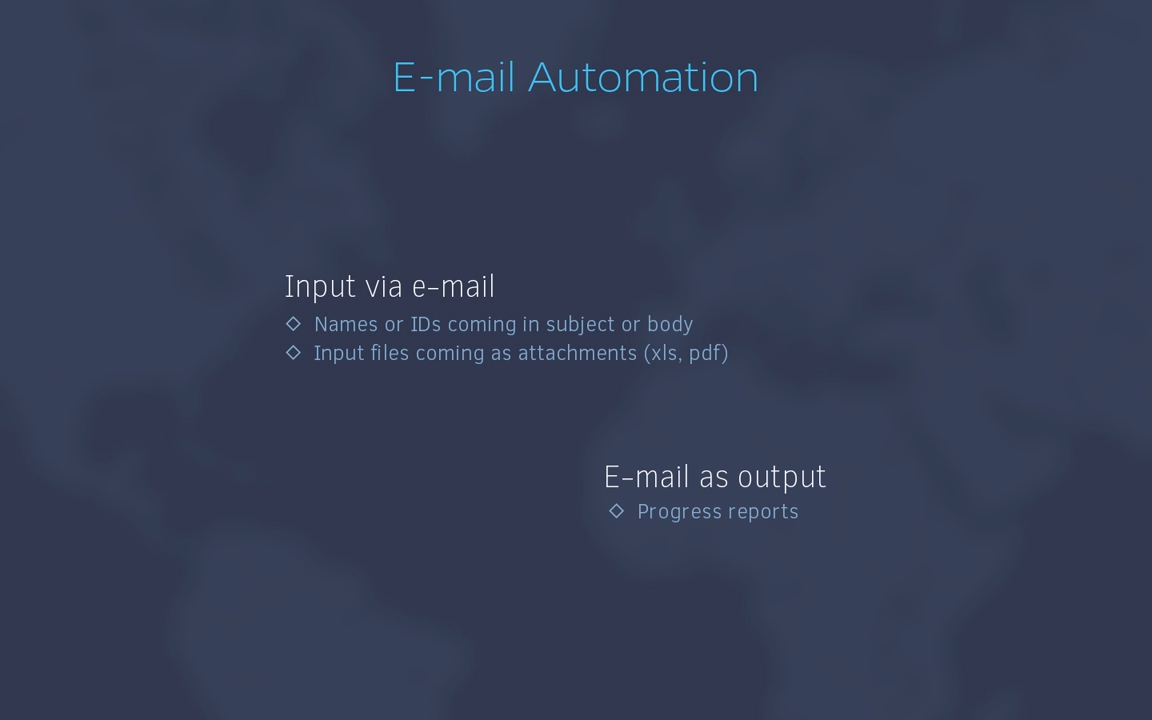 E-mail Automation
Input via e-mail
Names or IDs coming in subject or body
Input files coming as attachments (xls, pdf)
E-mail as output
Progress reports